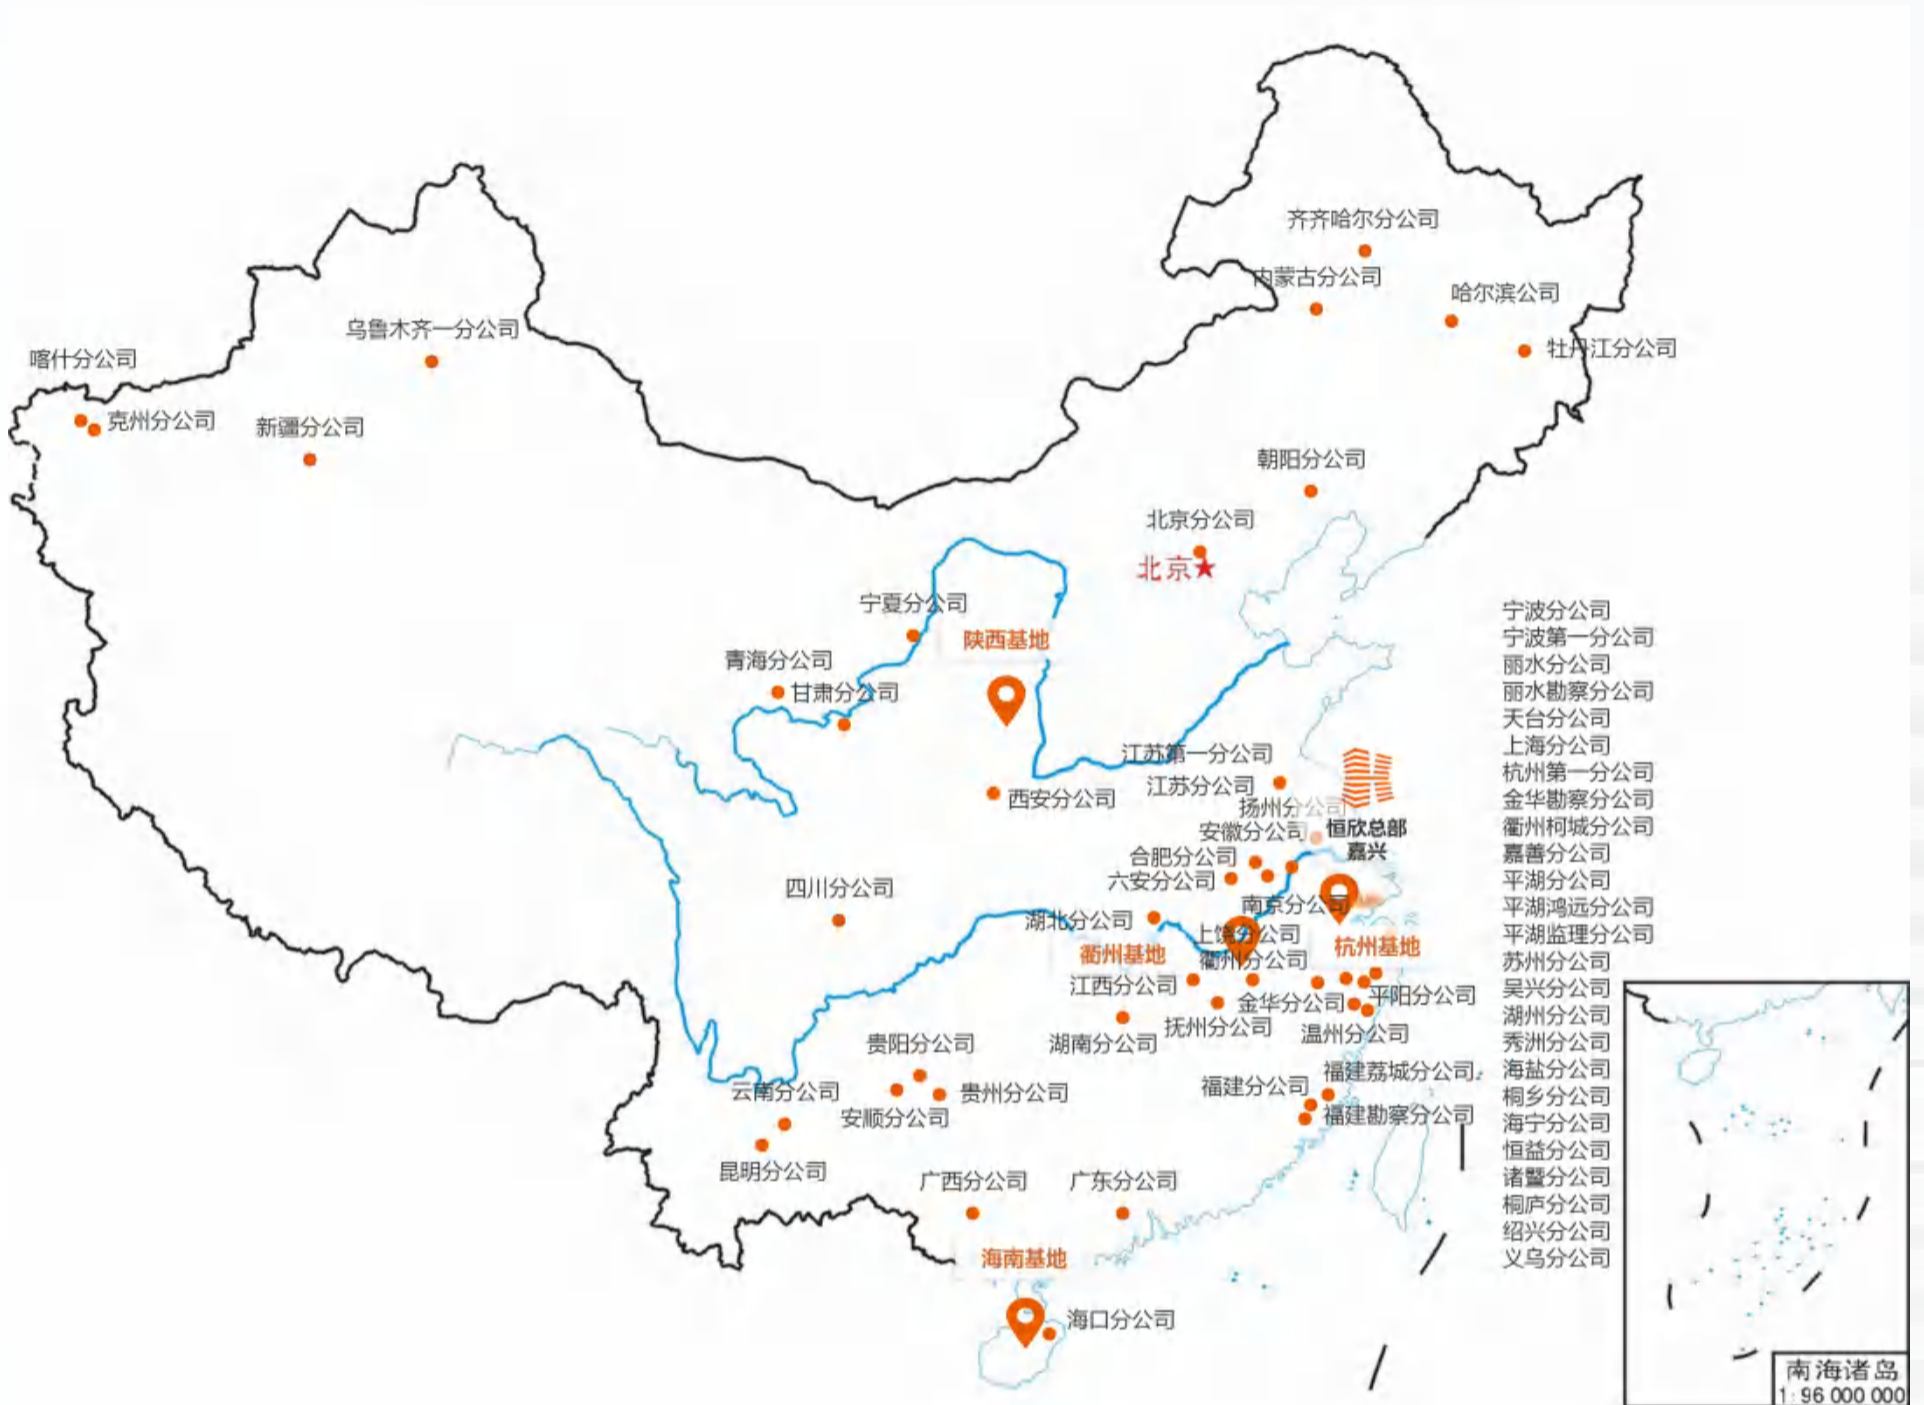 齐齐哈尔分公司
内蒙古分公司
哈尔滨公司
牡丹江分公司
乌鲁木齐一分公司
喀什分公司
克州分公司
新疆分公司
朝阳分公司
北京分公司
北京
宁夏分公司
陕西基地
青海分公司
甘肃分公司
江苏第一分公司
江苏分公司
西安分公司
扬州分公司
安徽分公司
恒欣总部
嘉兴
合肥分公司
六安分公司
四川分公司
南京分公司
湖北分公司
上饶分公司
衢州基地
杭州基地
衢州分公司
江西分公司
金华分公司
平阳分公司
抚州分公司
温州分公司
湖南分公司
贵阳分公司
福建荔城分公司
福建分公司
云南分公司
贵州分公司
安顺分公司
福建勘察分公司
昆明分公司
广西分公司
广东分公司
海南基地
海口分公司
宁波分公司
宁波第一分公司
丽水分公司
丽水勘察分公司
天台分公司
上海分公司
杭州第一分公司
金华勘察分公司
衢州柯城分公司
嘉善分公司
平湖分公司
平湖鸿远分公司
平湖监理分公司
苏州分公司
吴兴分公司
湖州分公司
秀洲分公司
海盐分公司
桐乡分公司
海宁分公司
恒益分公司
诸暨分公司
桐庐分公司
绍兴分公司
义乌分公司
南海诸岛
1:96 000 000